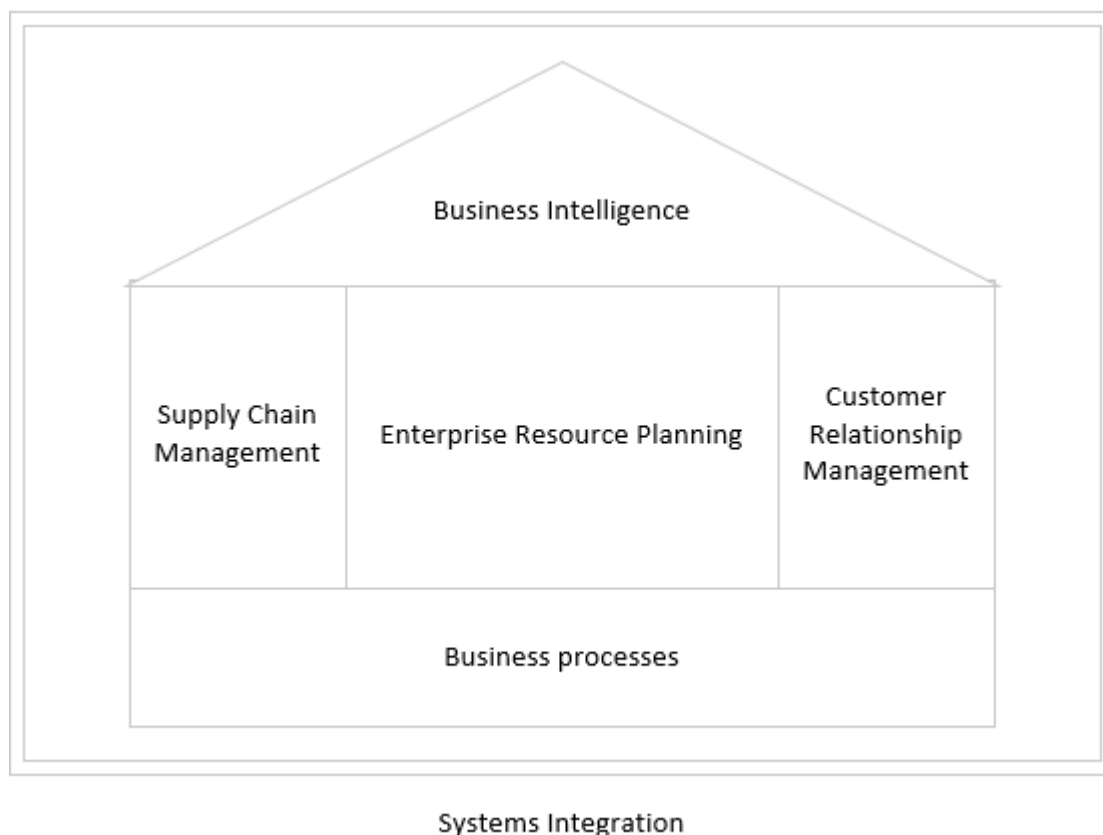 Business Intelligence
Supply Chain
Management
Enterprise Resource Planning
Customer
Relationship
Management
Business processes
Systems Integration